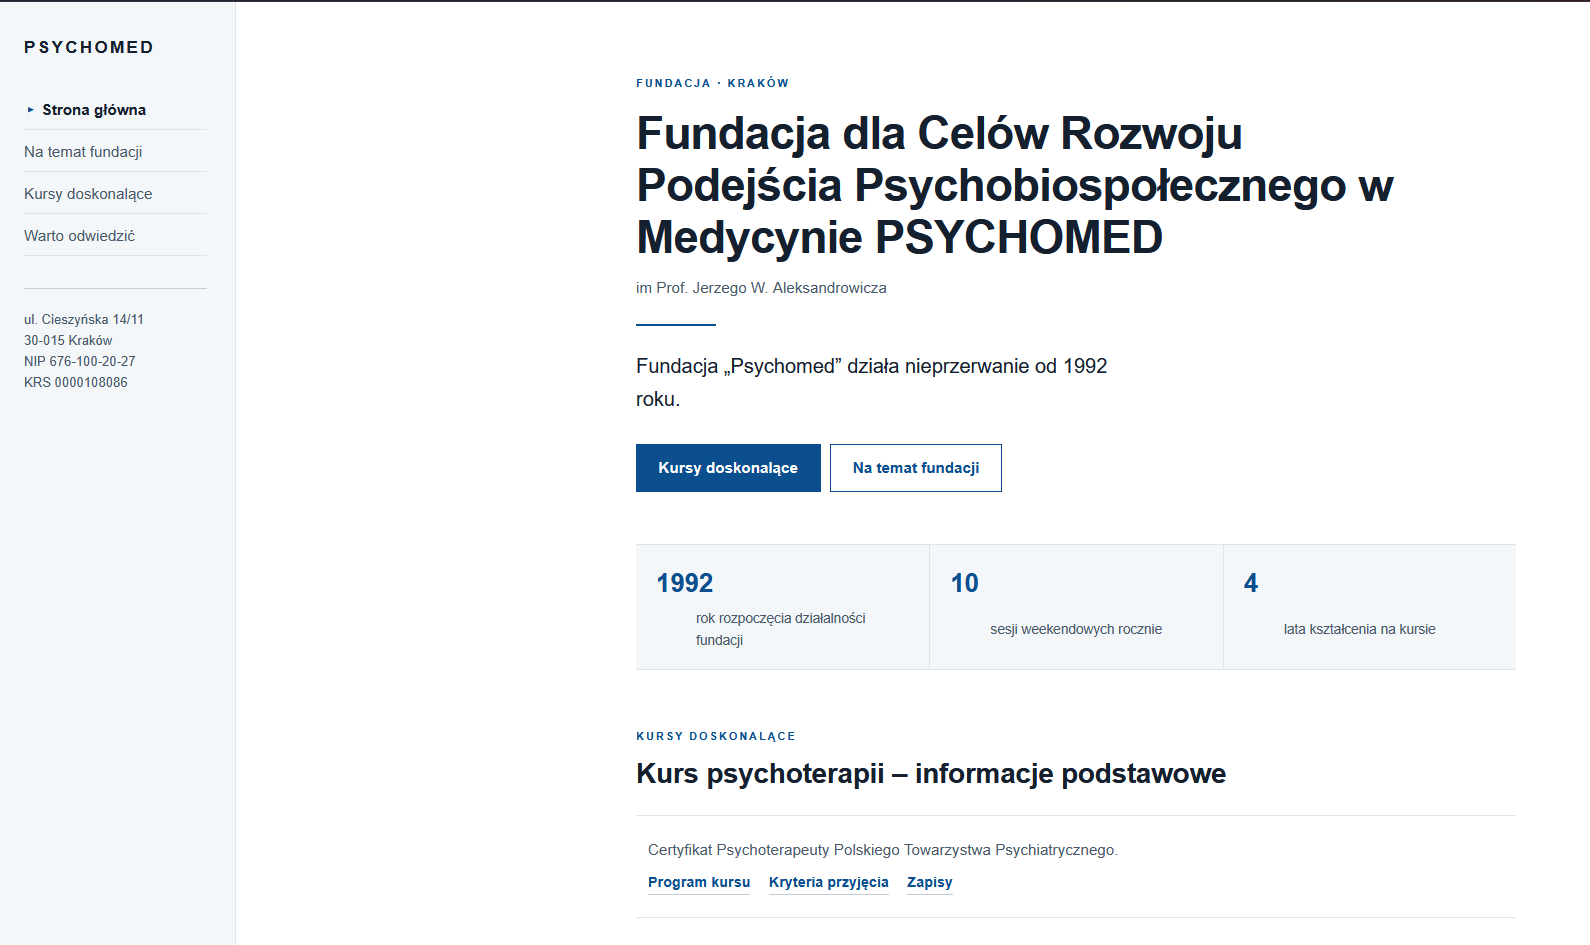 PSYCHOMED
Strona główna
Na temat fundacji
Kursy doskonalące
Warto odwiedzić
ul. Cieszyńska 14/11
30-015 Kraków
NIP 676-100-20-27
KRS 0000108086
FUNDACJA · KRAKÓW
Fundacja dla Celów Rozwoju
Podejścia Psychobiospołecznego w
Medycynie PSYCHOMED
im Prof. Jerzego W. Aleksandrowicza
Fundacja „Psychomed” działa nieprzerwanie od 1992
roku.
Kursy doskonalące
Na temat fundacji
1992
rok rozpoczęcia działalności
fundacji
10
sesji weekendowych rocznie
4
lata kształcenia na kursie
KURSY DOSKONALĄCE
Kurs psychoterapii – informacje podstawowe
Certyfikat Psychoterapeuty Polskiego Towarzystwa Psychiatrycznego.
Program kursu Kryteria przyjęcia Zapisy